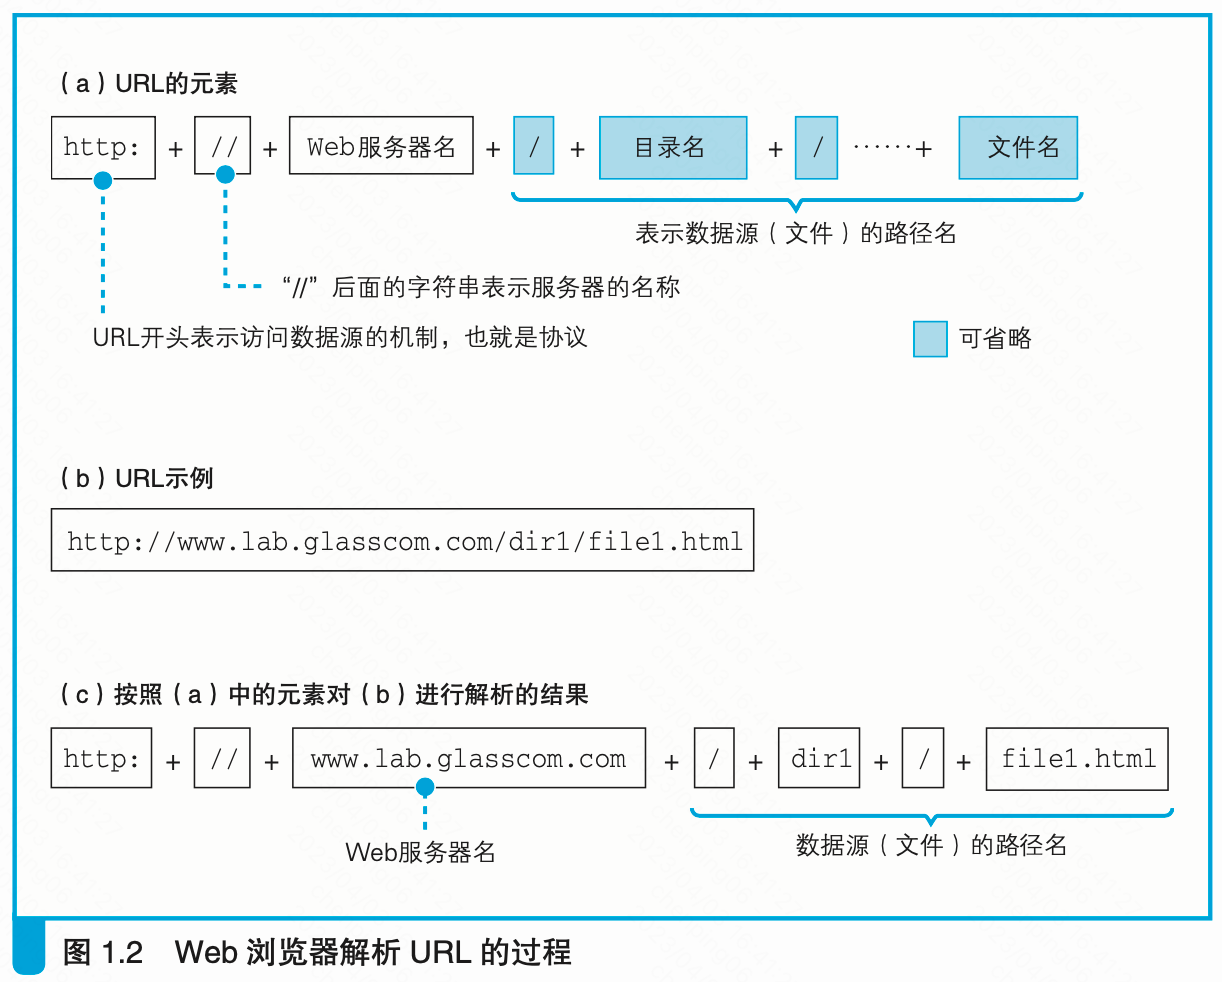 （a）URL的元素
http: + // + Web服务器名 + / + 目录名 + / ……+ 文件名
表示数据源（文件）的路径名
“//”后面的字符串表示服务器的名称
URL开头表示访问数据源的机制，也就是协议
可省略
（b）URL示例
http://www.lab.glasscom.com/dir1/file1.html
（c）按照（a）中的元素对（b）进行解析的结果
http: + // + www.lab.glasscom.com + / + dir1 + / + file1.html
Web服务器名
数据源（文件）的路径名
图 1.2 Web 浏览器解析 URL 的过程